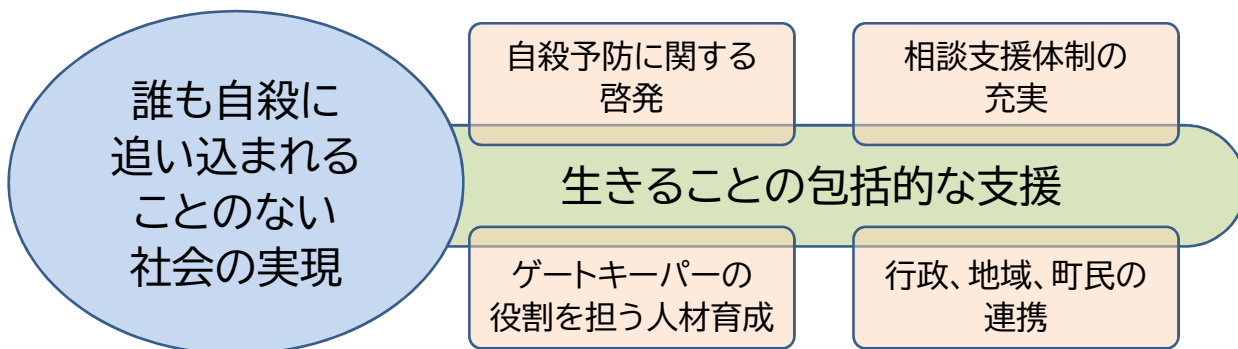 誰も自殺に
追い込まれる
ことのない
社会の実現
自殺予防に関する
啓発
相談支援体制の
充実
生きることの包括的な支援
ゲートキーパーの
役割を担う人材育成
行政、地域、町民の
連携